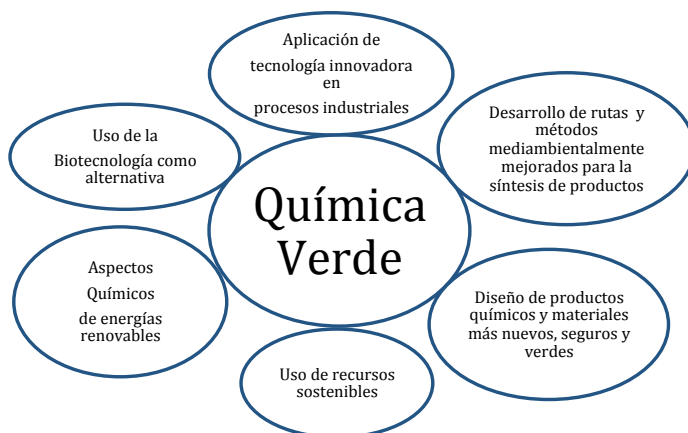 Aplicación de
tecnología innovadora
en
procesos industriales
Desarrollo de rutas y
métodos
mediambientalmente
mejorados para la
síntesis de productos
Uso de la
Biotecnología como
alternativa
Química
Verde
Aspectos
Químicos
de energías
renovables
Diseño de productos
químicos y materiales
más nuevos, seguros y
verdes
Uso de recursos
sostenibles